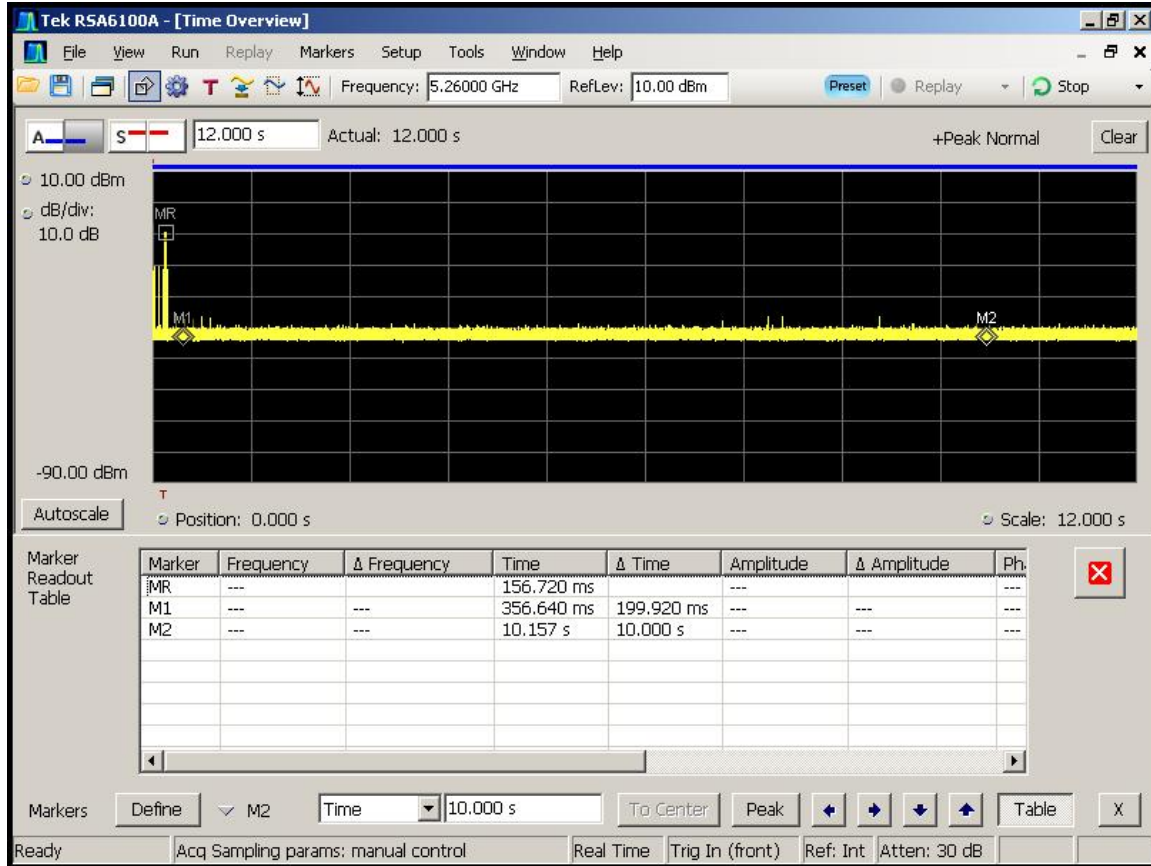 Tek RSA6100A - [Time Overview]
File View Run Replay Markers Setup Tools Window Help
T Frequency: 5.26000 GHz RefLev: 10.00 dBm Preset Replay Stop
A S 12.000 s Actual: 12.000 s +Peak Normal Clear
10.00 dBm
dB/div:
10.0 dB
MR
M1
M2
-90.00 dBm
T
Autoscale Position: 0.000 s Scale: 12.000 s
Marker Readout Table
Marker Frequency Δ Frequency Time Δ Time Amplitude Δ Amplitude Ph
MR --- 156.720 ms --- ---
M1 --- --- 356.640 ms 199.920 ms --- --- ---
M2 --- --- 10.157 s 10.000 s --- --- ---
Markers Define M2 Time 10.000 s To Center Peak Table X
Ready Acq Sampling params: manual control Real Time Trig In (front) Ref: Int Atten: 30 dB